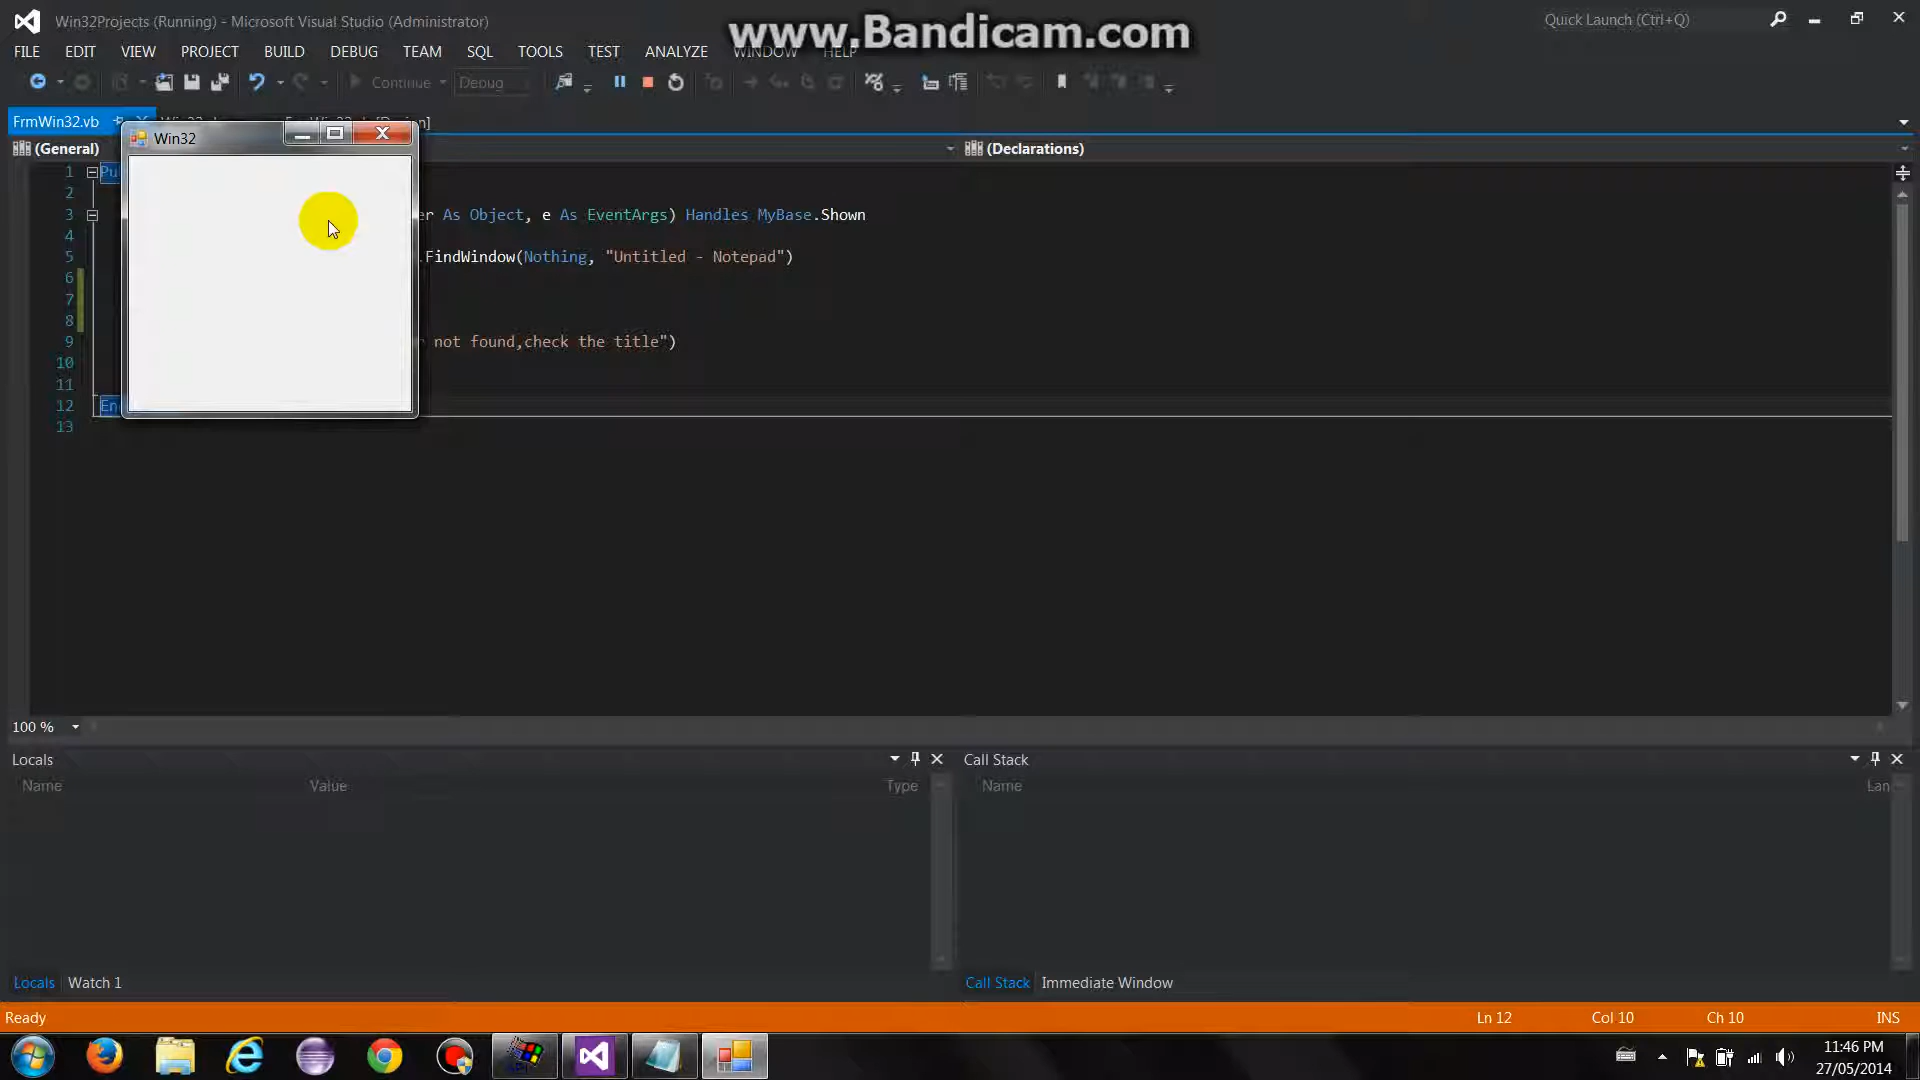 Win32Projects (Running) - Microsoft Visual Studio (Administrator)
www.Bandicam.com
Quick Launch (Ctrl+Q)
FILE EDIT VIEW PROJECT BUILD DEBUG TEAM SQL TOOLS TEST ANALYZE WINDOW HELP
Continue Debug
FrmWin32.vb
Win32
(General)
(Declarations)
1
2
3 er As Object, e As EventArgs) Handles MyBase.Shown
4
5 .FindWindow(Nothing, "Untitled - Notepad")
6
7
8
9 not found,check the title")
10
11
12
13
100 %
Locals
Name Value Type
Call Stack
Name
Locals Watch 1
Call Stack Immediate Window
Ready
Ln 12 Col 10 Ch 10 INS
11:46 PM
27/05/2014